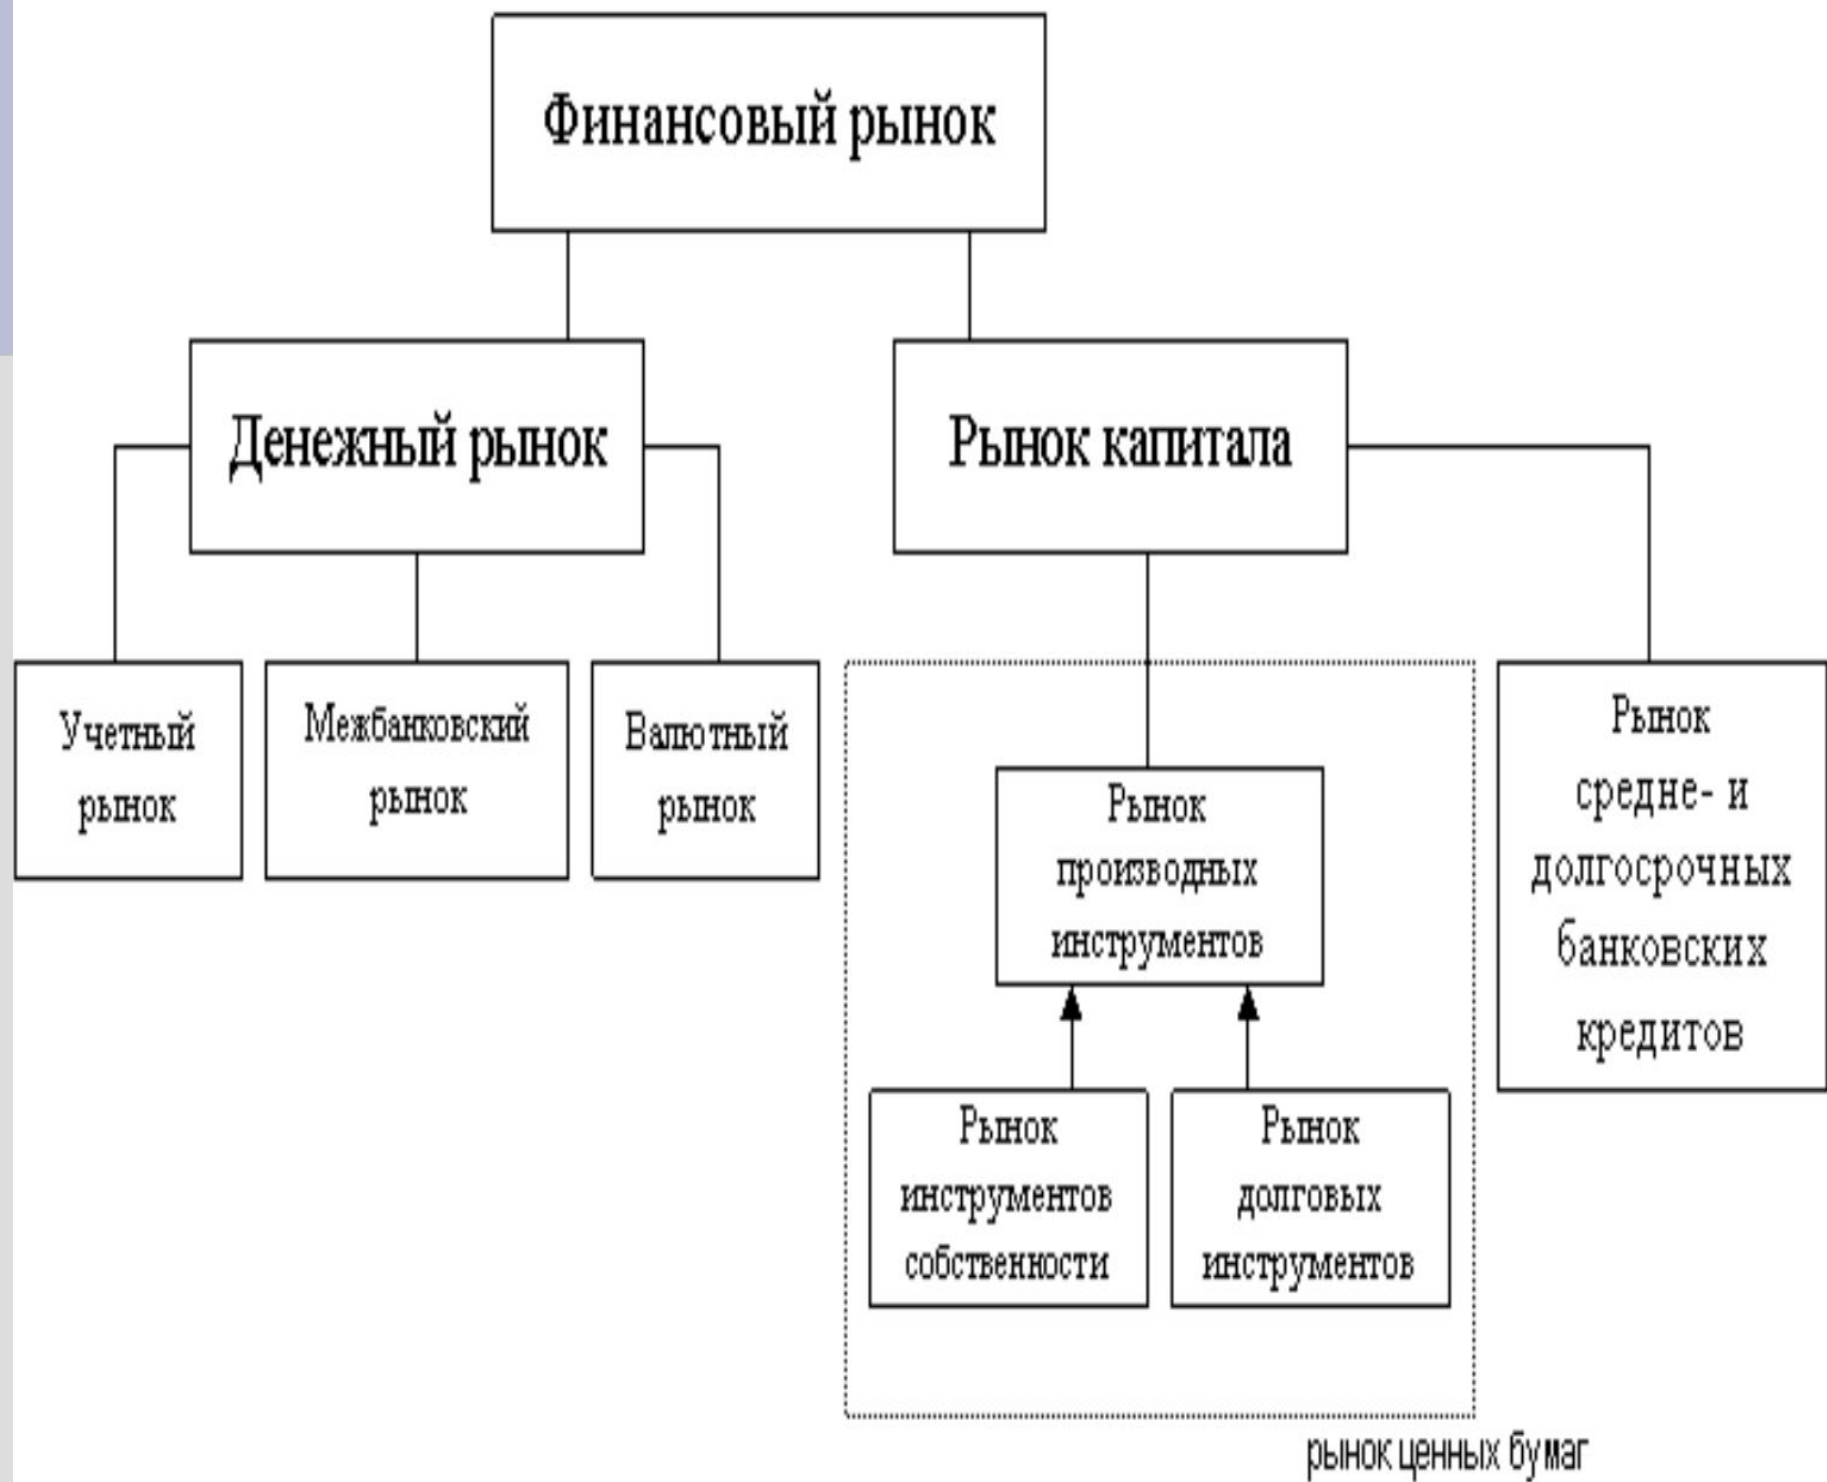 Финансовый рынок
Денежный рынок
Рынок капитала
Учетный
рынок
Межбанковский
рынок
Валютный
рынок
Рынок
производных
инструментов
Рынок
средне- и
долгосрочных
банковских
кредитов
Рынок
инструментов
собственности
Рынок
долговых
инструментов
рынок ценных бумаг